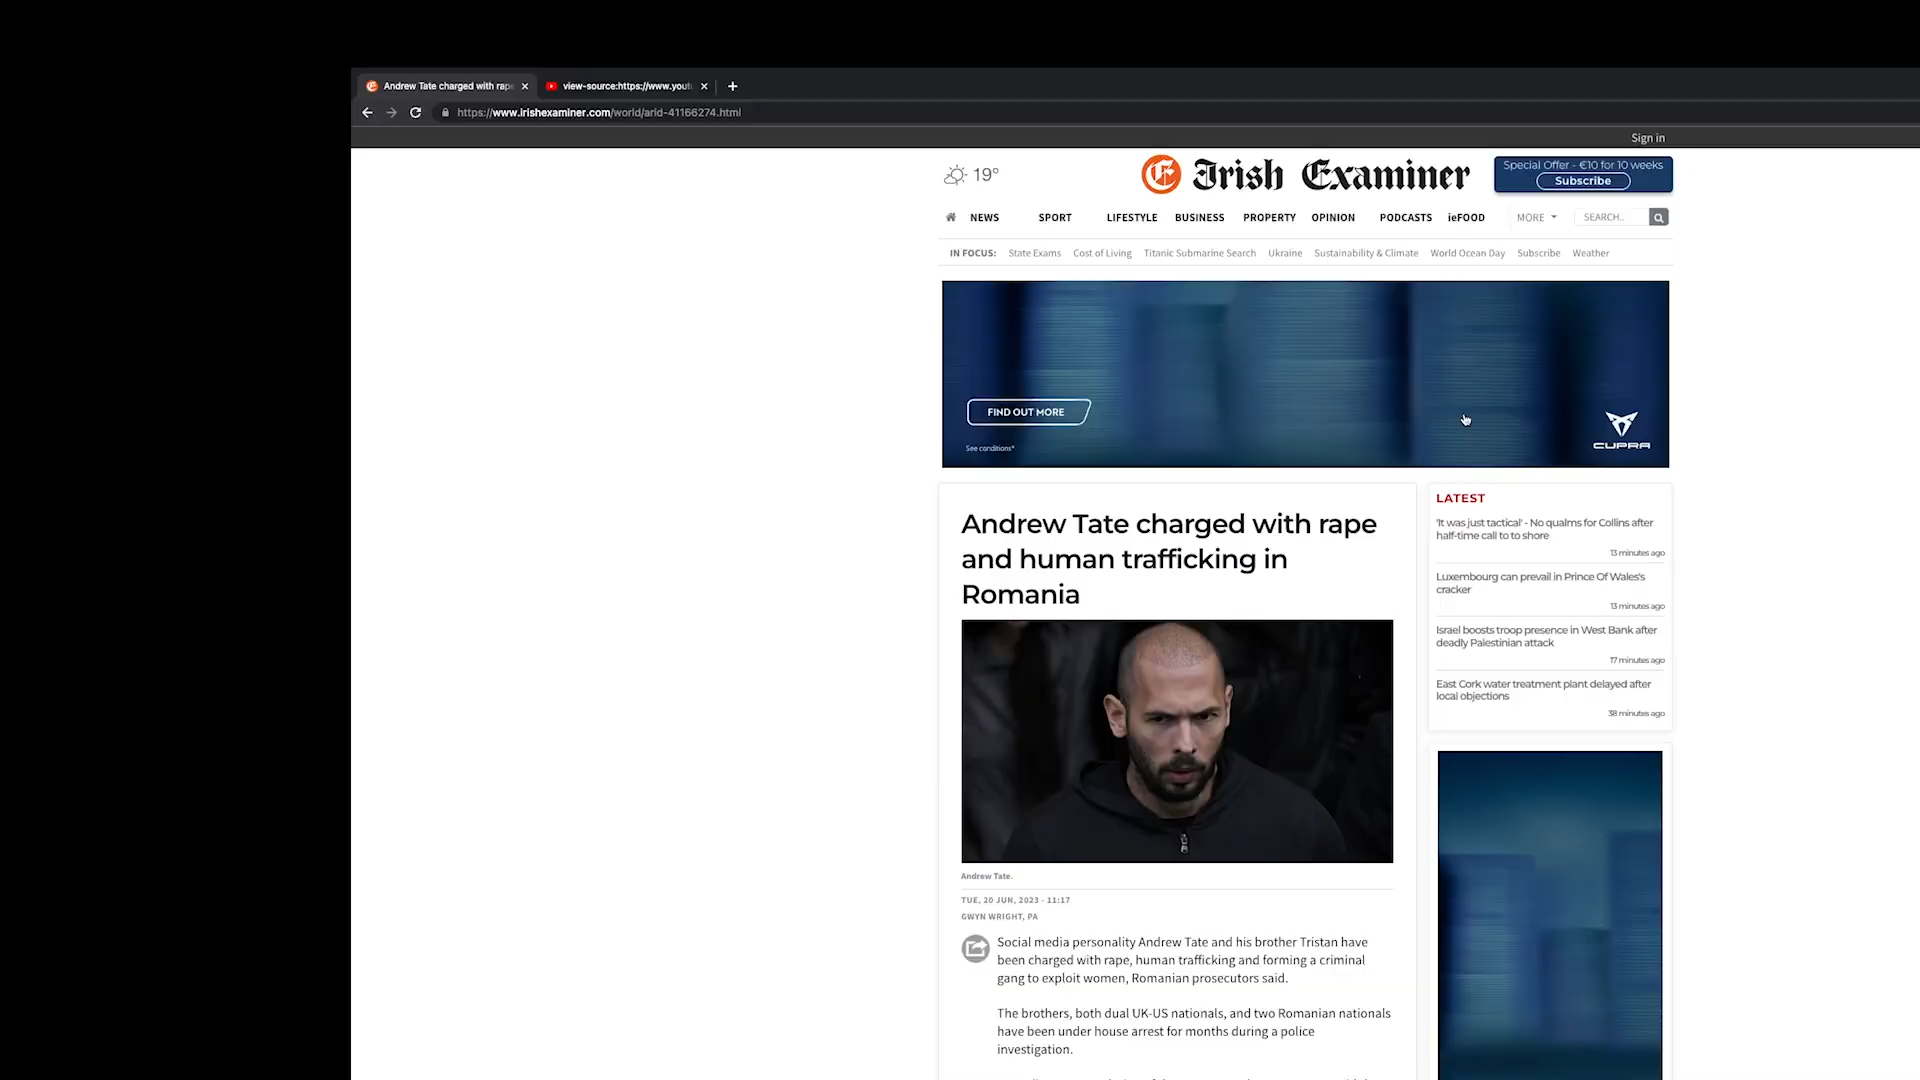 Andrew Tate charged with rape
view-source:https://www.yout
https://www.irishexaminer.com/world/arid-41166274.html
Sign in
19°
Irish Examiner
Special Offer - €10 for 10 weeks
Subscribe
NEWS SPORT LIFESTYLE BUSINESS PROPERTY OPINION PODCASTS ieFOOD MORE SEARCH..
IN FOCUS: State Exams Cost of Living Titanic Submarine Search Ukraine Sustainability & Climate World Ocean Day Subscribe Weather
FIND OUT MORE
See conditions*
CUPRA
Andrew Tate charged with rape
and human trafficking in
Romania
Andrew Tate.
TUE, 20 JUN, 2023 - 11:17
GWYN WRIGHT, PA
Social media personality Andrew Tate and his brother Tristan have
been charged with rape, human trafficking and forming a criminal
gang to exploit women, Romanian prosecutors said.
The brothers, both dual UK-US nationals, and two Romanian nationals
have been under house arrest for months during a police
investigation.
LATEST
'It was just tactical' - No qualms for Collins after
half-time call to to shore
13 minutes ago
Luxembourg can prevail in Prince Of Wales's
cracker
13 minutes ago
Israel boosts troop presence in West Bank after
deadly Palestinian attack
17 minutes ago
East Cork water treatment plant delayed after
local objections
38 minutes ago